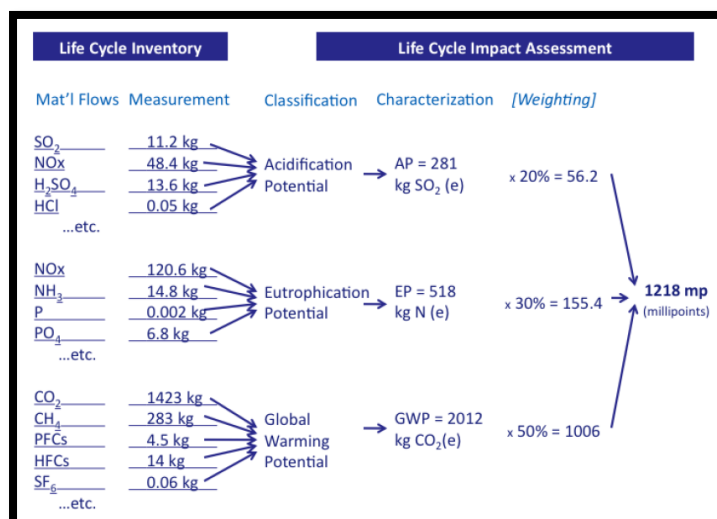 Life Cycle Inventory
Life Cycle Impact Assessment
Mat'l Flows Measurement Classification Characterization [Weighting]
SO₂ 11.2 kg
NOx 48.4 kg
H₂SO₄ 13.6 kg
HCl 0.05 kg
…etc.
Acidification
Potential
AP = 281
kg SO₂ (e)
x 20% = 56.2
NOx 120.6 kg
NH₃ 14.8 kg
P 0.002 kg
PO₄ 6.8 kg
…etc.
Eutrophication
Potential
EP = 518
kg N (e)
x 30% = 155.4
CO₂ 1423 kg
CH₄ 283 kg
PFCs 4.5 kg
HFCs 14 kg
SF₆ 0.06 kg
…etc.
Global
Warming
Potential
GWP = 2012
kg CO₂(e)
x 50% = 1006
1218 mp
(millipoints)